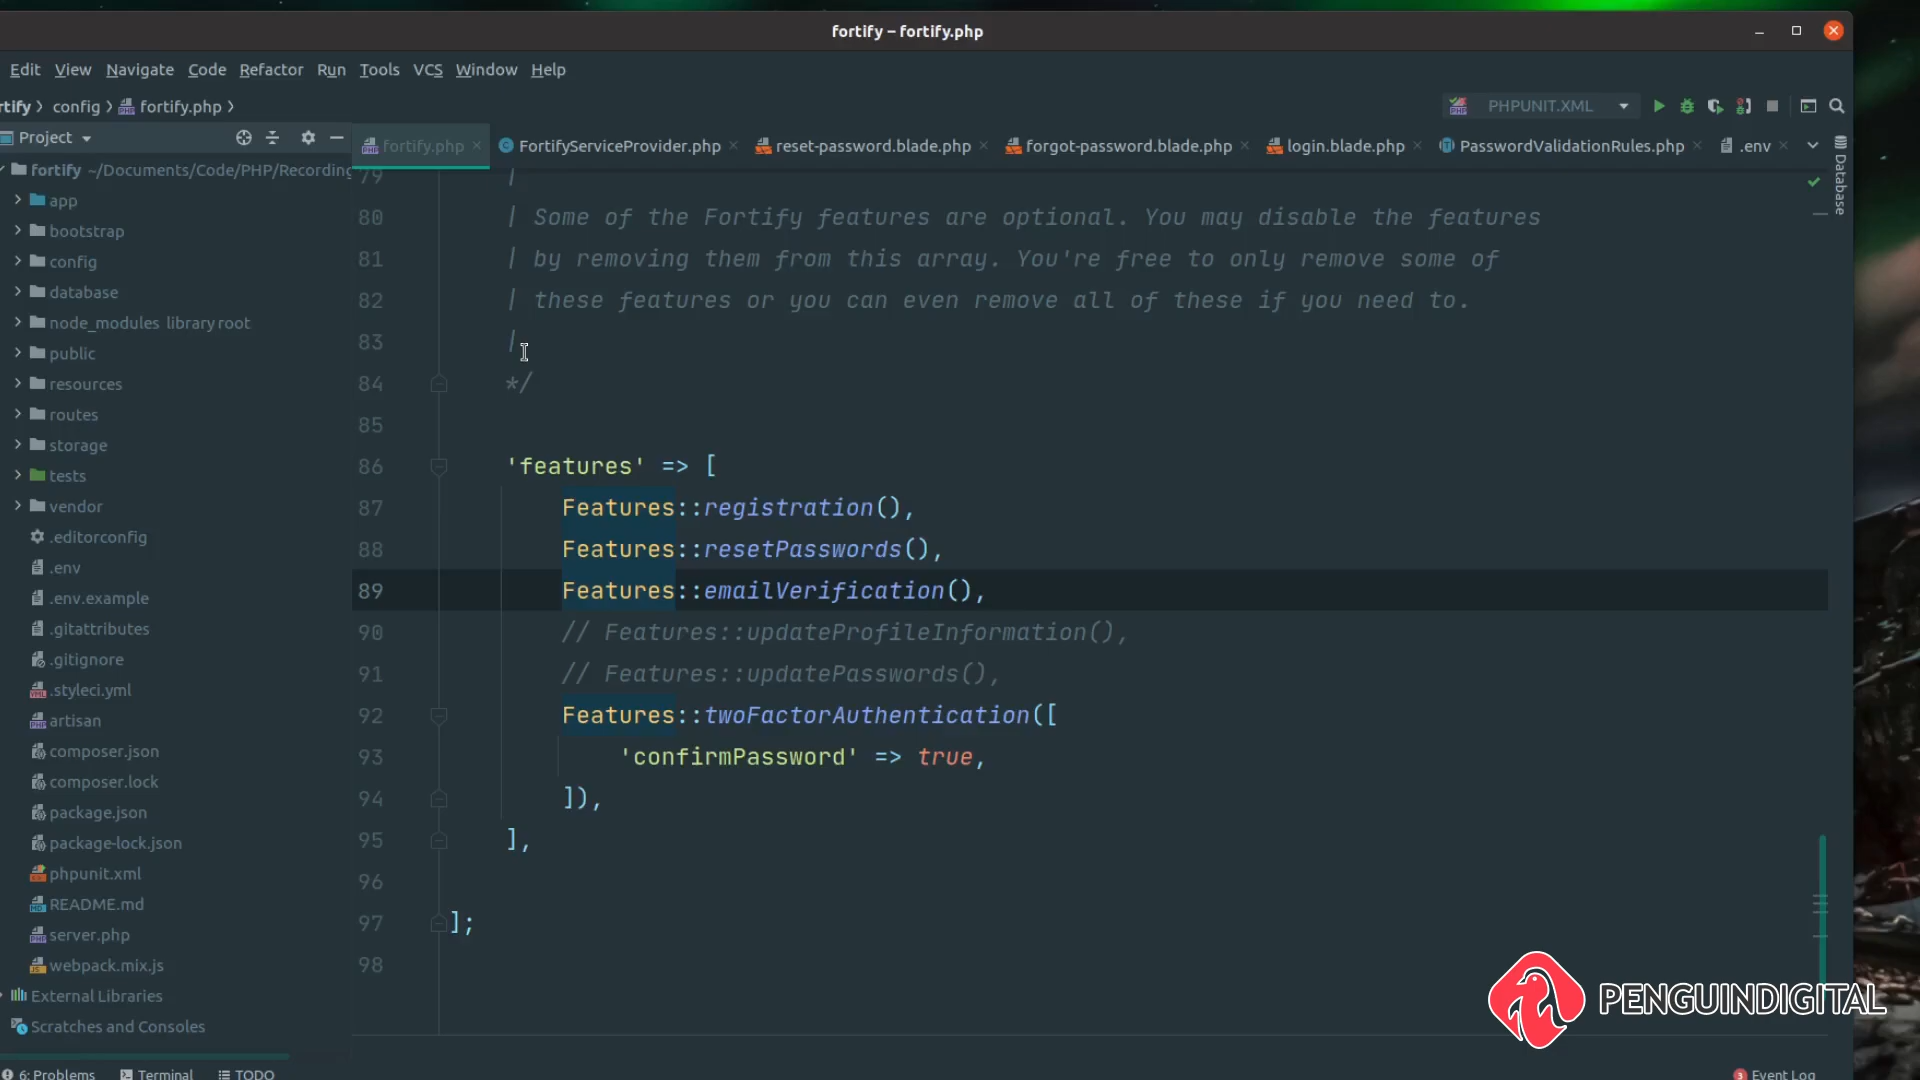 fortify – fortify.php
Edit View Navigate Code Refactor Run Tools VCS Window Help
rtify config fortify.php
PHPUNIT.XML
Project
fortify.php FortifyServiceProvider.php reset-password.blade.php forgot-password.blade.php login.blade.php PasswordValidationRules.php .env
Database
fortify ~/Documents/Code/PHP/Recording
app
bootstrap
config
database
node_modules library root
public
resources
routes
storage
tests
vendor
.editorconfig
.env
.env.example
.gitattributes
.gitignore
.styleci.yml
artisan
composer.json
composer.lock
package.json
package-lock.json
phpunit.xml
README.md
server.php
webpack.mix.js
External Libraries
Scratches and Consoles
79 |
80 | Some of the Fortify features are optional. You may disable the features
81 | by removing them from this array. You're free to only remove some of
82 | these features or you can even remove all of these if you need to.
83 |
84 */
85
86 'features' => [
87 Features::registration(),
88 Features::resetPasswords(),
89 Features::emailVerification(),
90 // Features::updateProfileInformation(),
91 // Features::updatePasswords(),
92 Features::twoFactorAuthentication([
93 'confirmPassword' => true,
94 ]),
95 ],
96
97 ];
98
PENGUINDIGITAL
6: Problems Terminal TODO
3 Event Log